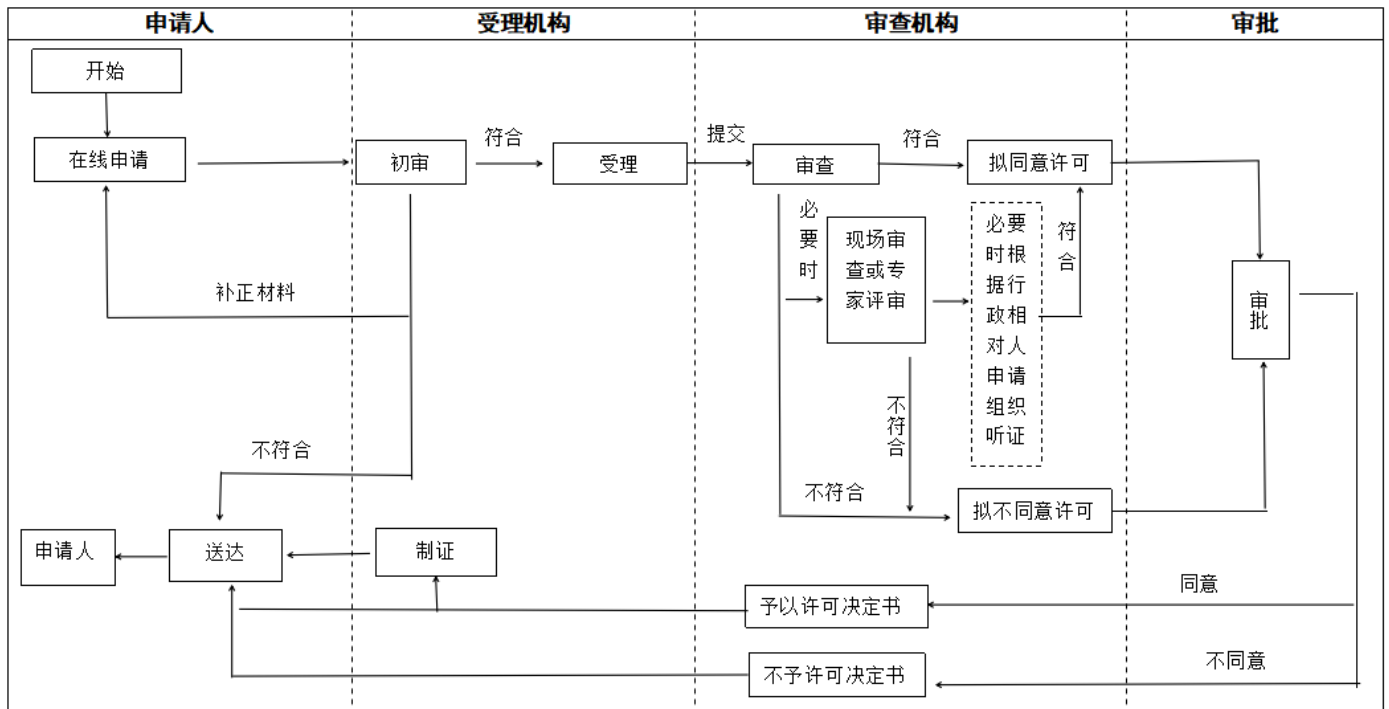 申请人
受理机构
审查机构
审批
开始
在线申请
初审
符合
受理
提交
审查
符合
拟同意许可
补正材料
必
要
时
现场审
查或专
家评审
必要
时根
据行
政相
对人
申请
组织
听证
符
合
审
批
不
符
合
不符合
不符合
拟不同意许可
申请人
送达
制证
予以许可决定书
同意
不予许可决定书
不同意